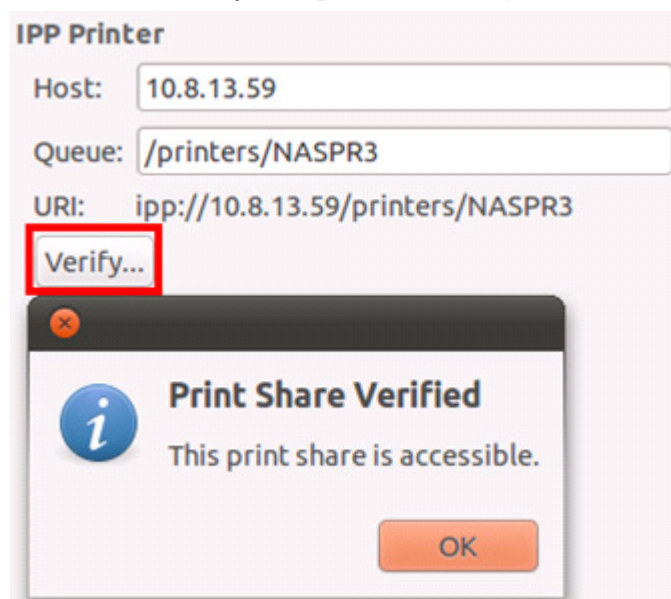 IPP Printer
Host: 10.8.13.59
Queue: /printers/NASPR3
URI: ipp://10.8.13.59/printers/NASPR3
Verify...
Print Share Verified
This print share is accessible.
OK